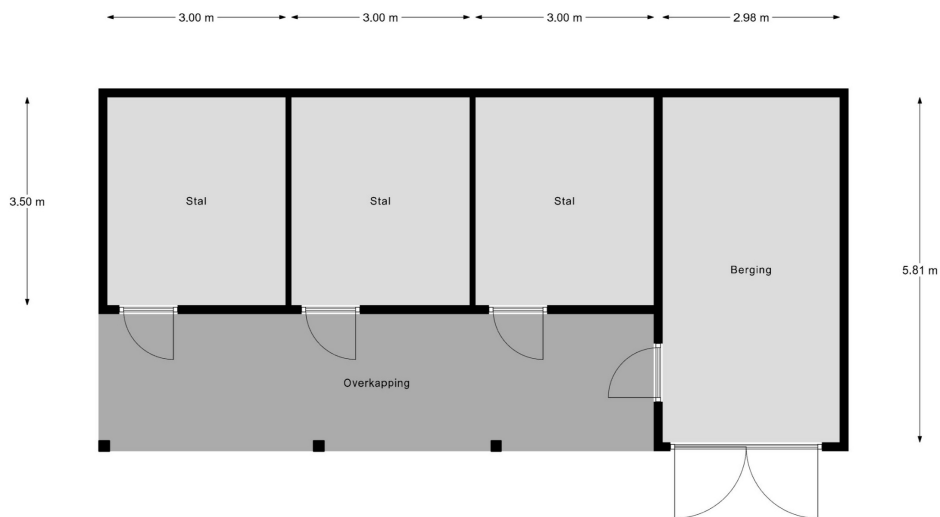 3.00 m
3.00 m
3.00 m
2.98 m
3.50 m
Stal
Stal
Stal
Berging
5.81 m
Overkapping